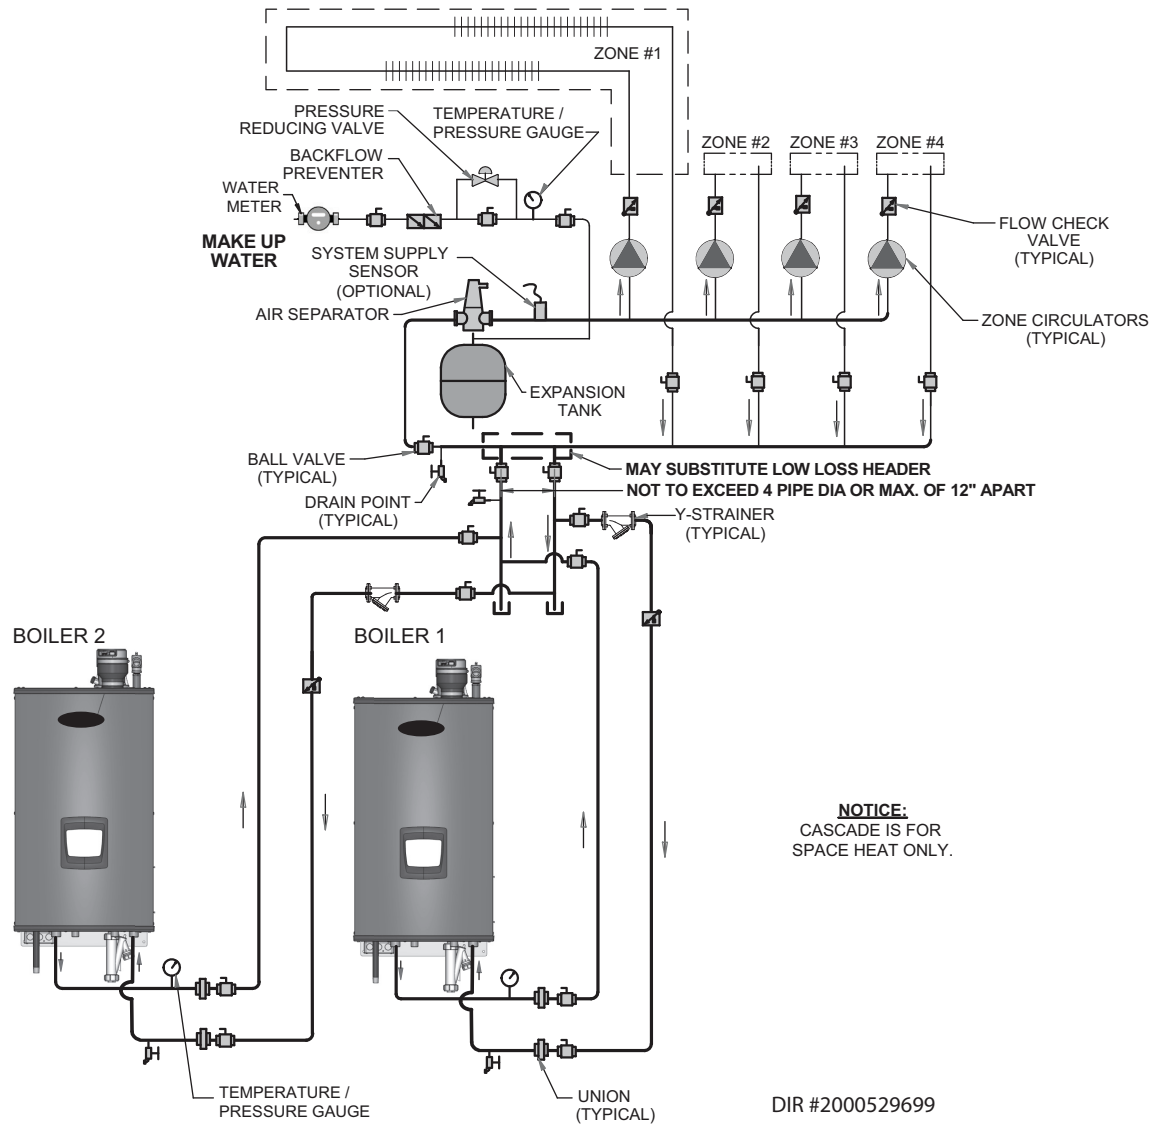 ZONE #1
PRESSURE
REDUCING VALVE
TEMPERATURE /
PRESSURE GAUGE
ZONE #2
ZONE #3
ZONE #4
BACKFLOW
PREVENTER
WATER
METER
MAKE UP
WATER
SYSTEM SUPPLY
SENSOR
(OPTIONAL)
FLOW CHECK
VALVE
(TYPICAL)
AIR SEPARATOR
ZONE CIRCULATORS
(TYPICAL)
EXPANSION
TANK
BALL VALVE
(TYPICAL)
MAY SUBSTITUTE LOW LOSS HEADER
NOT TO EXCEED 4 PIPE DIA OR MAX. OF 12" APART
DRAIN POINT
(TYPICAL)
Y-STRAINER
(TYPICAL)
BOILER 2
BOILER 1
NOTICE:
CASCADE IS FOR
SPACE HEAT ONLY.
TEMPERATURE /
PRESSURE GAUGE
UNION
(TYPICAL)
DIR #2000529699